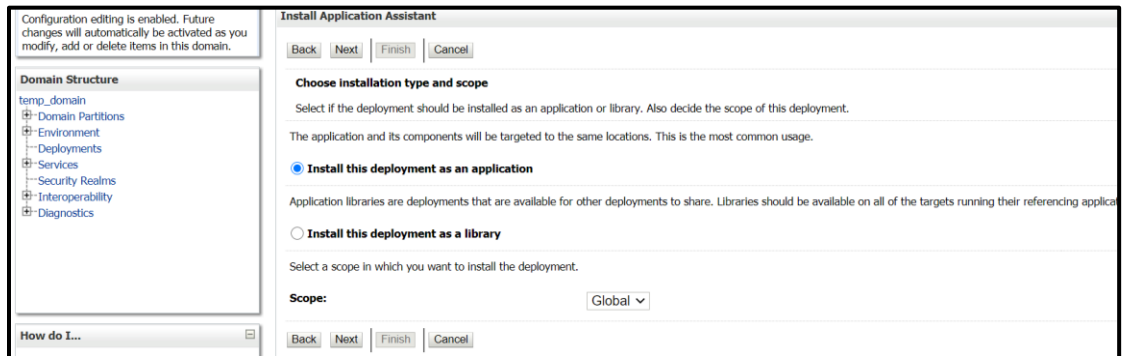 Configuration editing is enabled. Future
changes will automatically be activated as you
modify, add or delete items in this domain.
Domain Structure
temp_domain
Domain Partitions
Environment
Deployments
Services
Security Realms
Interoperability
Diagnostics
How do I...
Install Application Assistant
Back Next Finish Cancel
Choose installation type and scope
Select if the deployment should be installed as an application or library. Also decide the scope of this deployment.
The application and its components will be targeted to the same locations. This is the most common usage.
Install this deployment as an application
Application libraries are deployments that are available for other deployments to share. Libraries should be available on all of the targets running their referencing
Install this deployment as a library
Select a scope in which you want to install the deployment.
Scope: Global
Back Next Finish Cancel